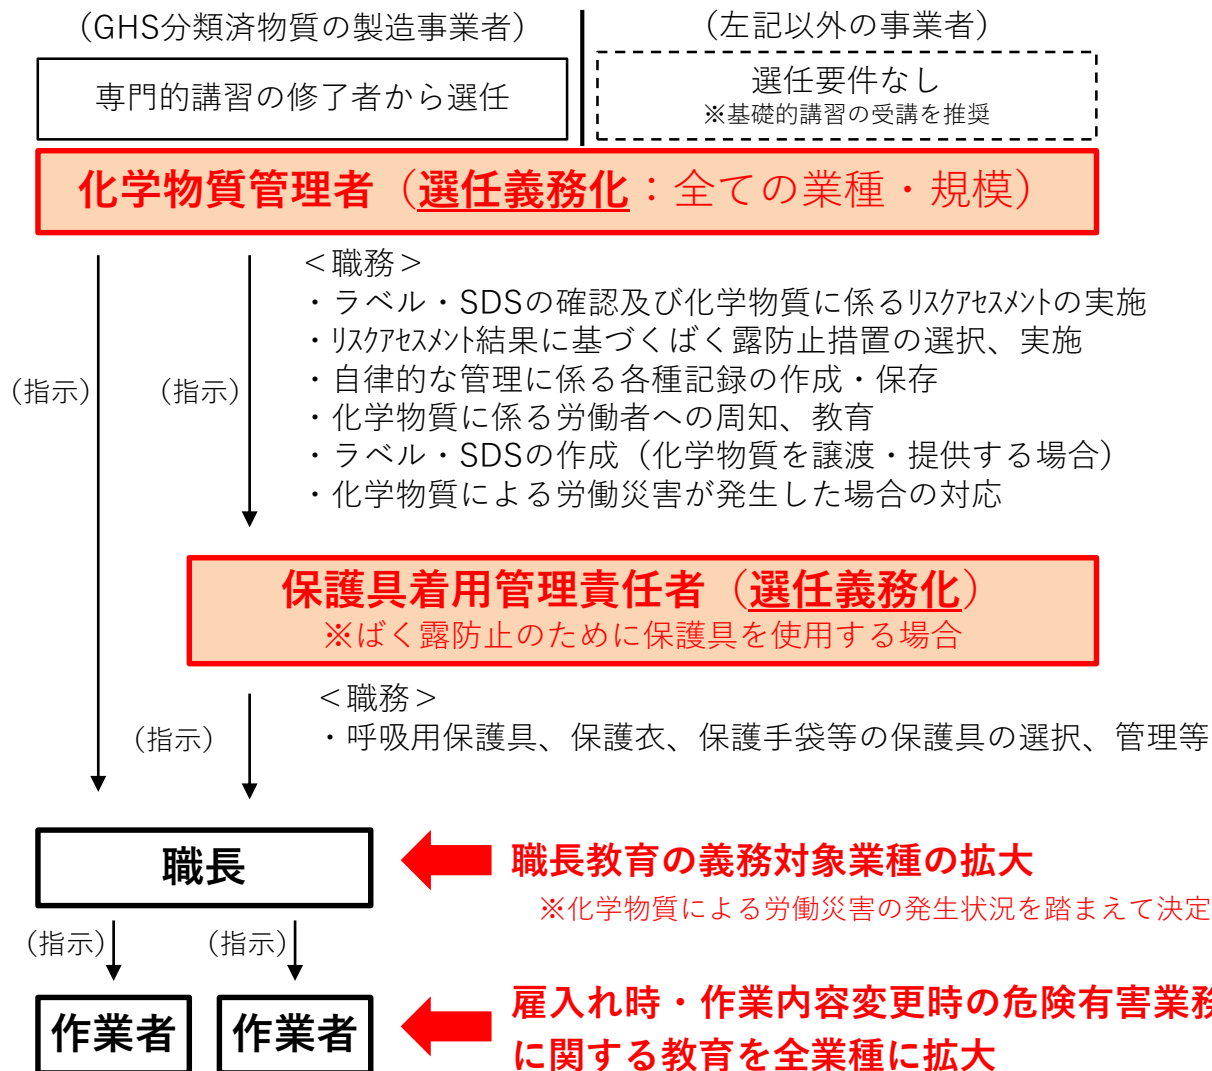 （GHS分類済物質の製造事業者）
（左記以外の事業者）
専門的講習の修了者から選任
選任要件なし
※基礎的講習の受講を推奨
化学物質管理者（選任義務化：全ての業種・規模）
＜職務＞
・ラベル・SDSの確認及び化学物質に係るﾘｽｸｱｾｽﾒﾝﾄの実施
・ﾘｽｸｱｾｽﾒﾝﾄ結果に基づくばく露防止措置の選択、実施
・自律的な管理に係る各種記録の作成・保存
・化学物質に係る労働者への周知、教育
・ラベル・SDSの作成（化学物質を譲渡・提供する場合）
・化学物質による労働災害が発生した場合の対応
（指示）
（指示）
保護具着用管理責任者（選任義務化）
※ばく露防止のために保護具を使用する場合
＜職務＞
・呼吸用保護具、保護衣、保護手袋等の保護具の選択、管理等
（指示）
職長
職長教育の義務対象業種の拡大
※化学物質による労働災害の発生状況を踏まえて決定
（指示）
（指示）
作業者
作業者
雇入れ時・作業内容変更時の危険有害業務
に関する教育を全業種に拡大